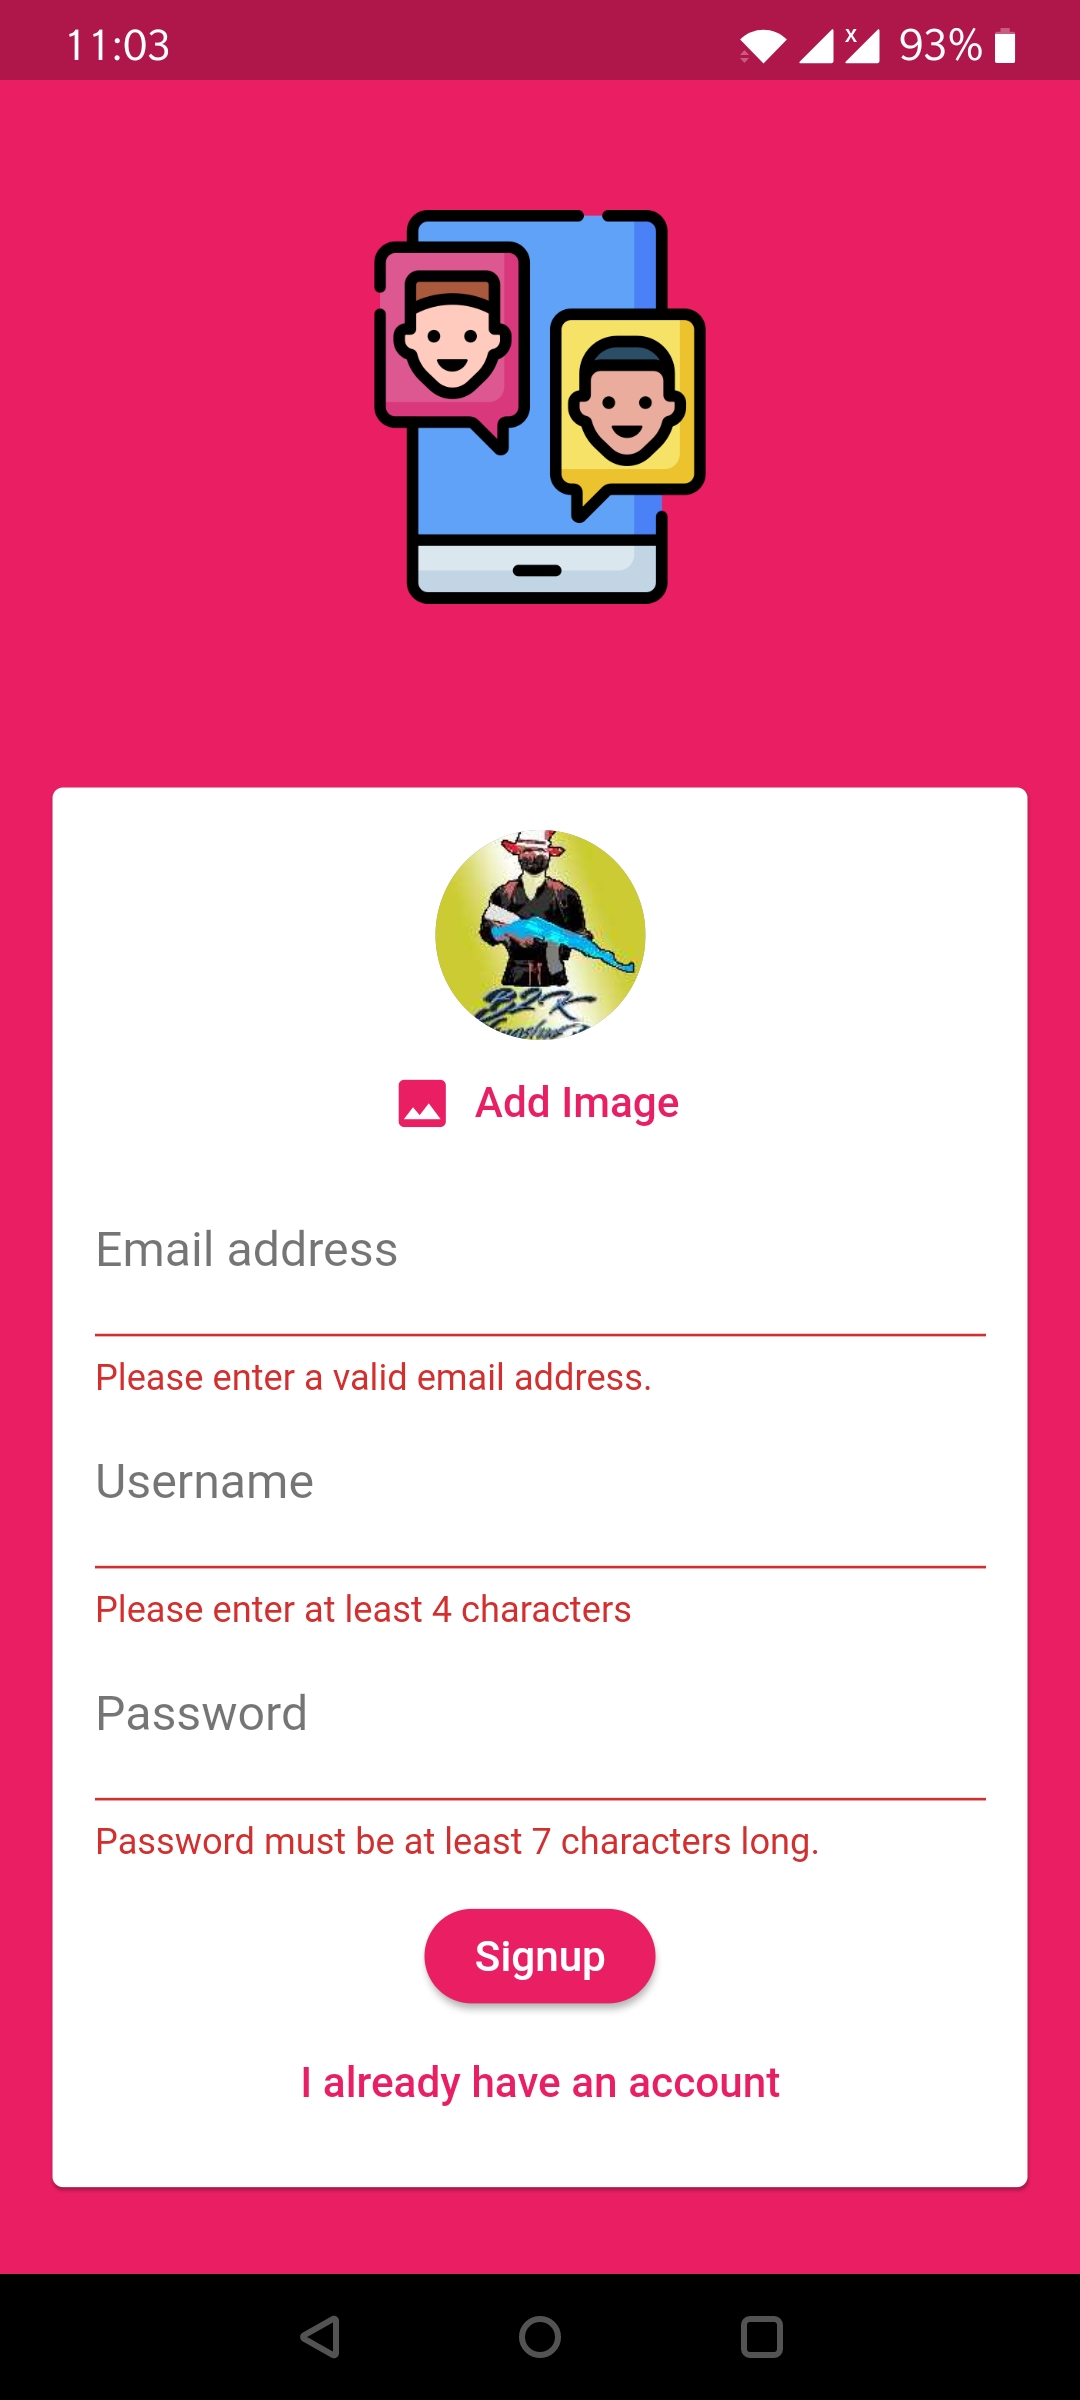 11:03
x 93%
B2K
Add Image
Email address
Please enter a valid email address.
Username
Please enter at least 4 characters
Password
Password must be at least 7 characters long.
Signup
I already have an account